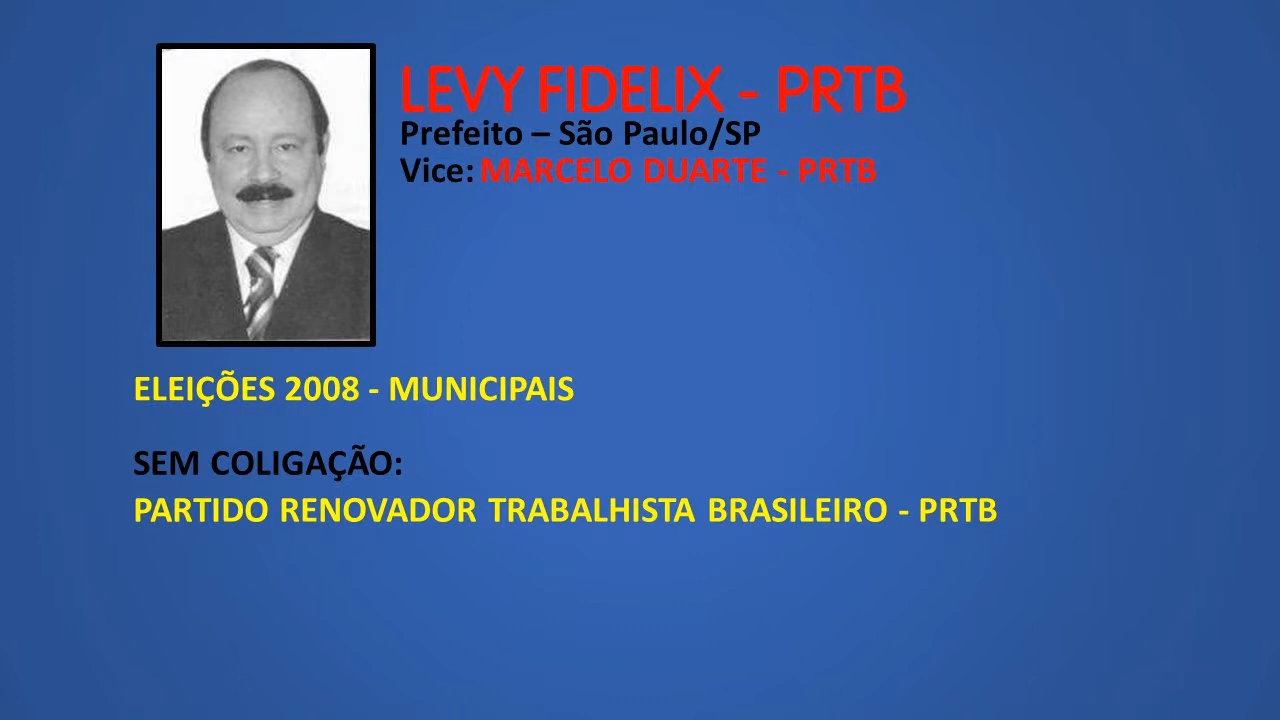 LEVY FIDELIX - PRTB
Prefeito – São Paulo/SP
Vice: MARCELO DUARTE - PRTB
ELEIÇÕES 2008 - MUNICIPAIS
SEM COLIGAÇÃO:
PARTIDO RENOVADOR TRABALHISTA BRASILEIRO - PRTB